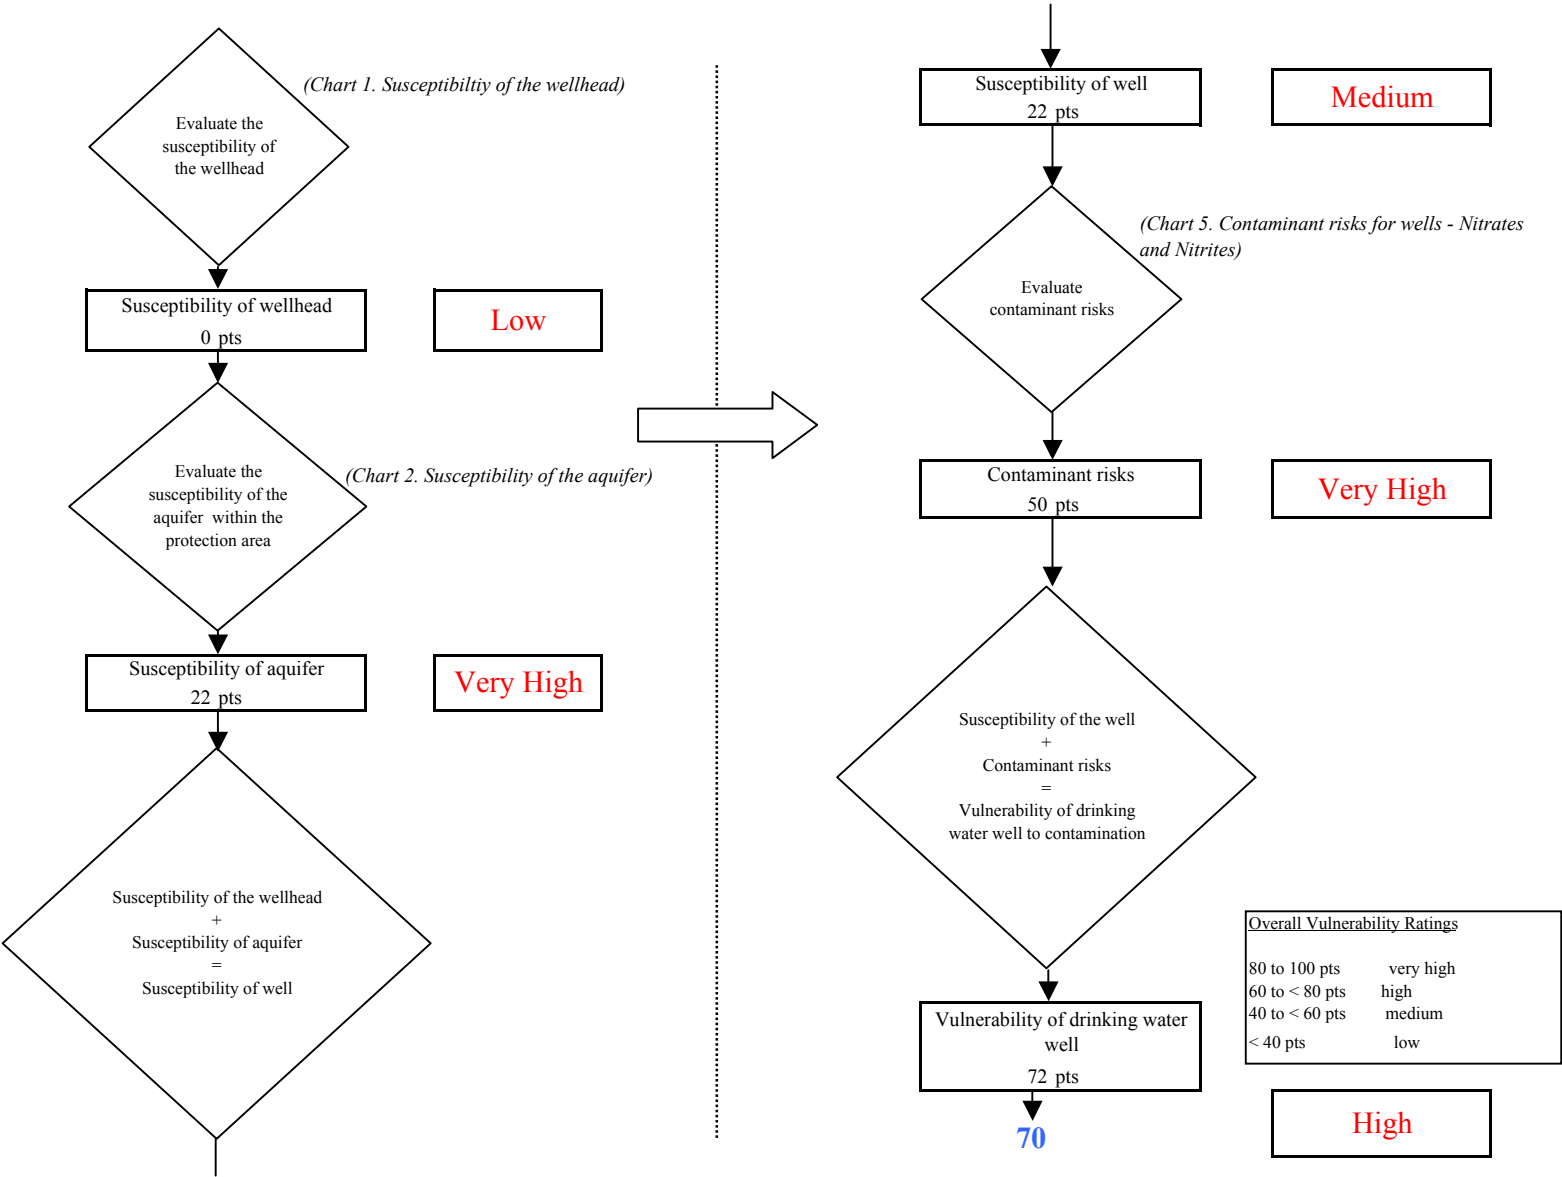 (Chart 1. Susceptibiltiy of the wellhead)
Evaluate the
susceptibility of
the wellhead
Susceptibility of wellhead
0 pts
Low
Evaluate the
susceptibility of the
aquifer within the
protection area
(Chart 2. Susceptibility of the aquifer)
Susceptibility of aquifer
22 pts
Very High
Susceptibility of the wellhead
+
Susceptibility of aquifer
=
Susceptibility of well
Susceptibility of well
22 pts
Medium
(Chart 5. Contaminant risks for wells - Nitrates
and Nitrites)
Evaluate
contaminant risks
Contaminant risks
50 pts
Very High
Susceptibility of the well
+
Contaminant risks
=
Vulnerability of drinking
water well to contamination
Overall Vulnerability Ratings
80 to 100 pts very high
60 to < 80 pts high
40 to < 60 pts medium
< 40 pts low
Vulnerability of drinking water
well
72 pts
70
High